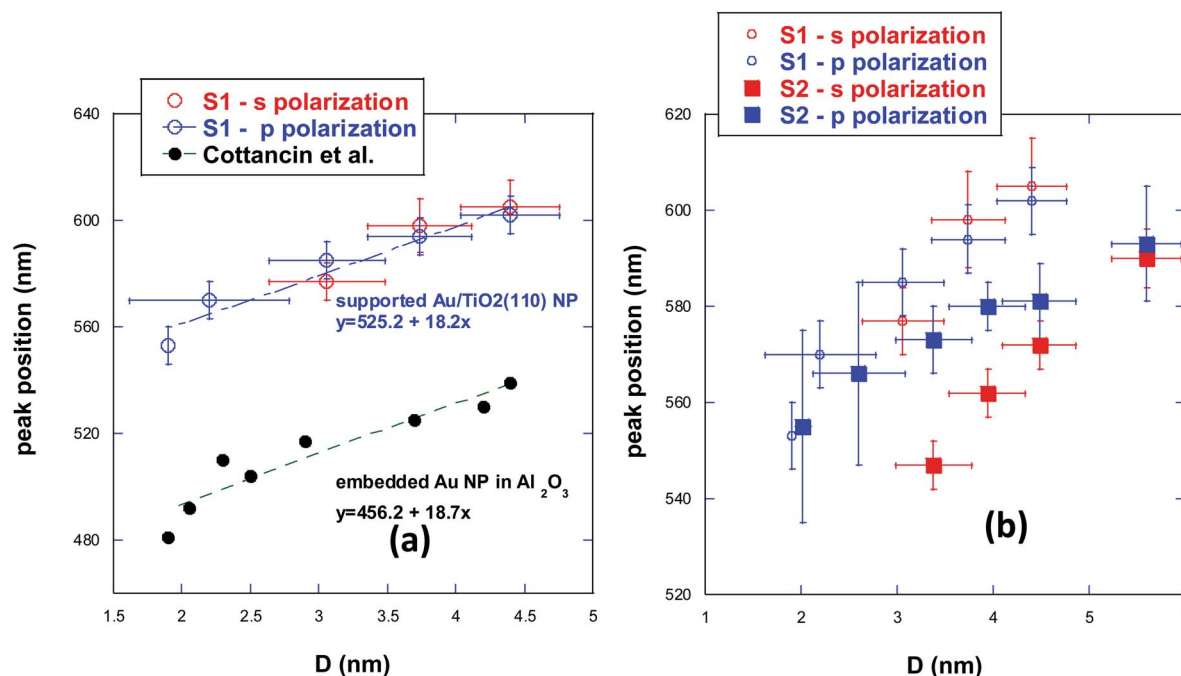 S1 - s polarization
S1 - p polarization
Cottancin et al.
640
600
560
520
480
peak position (nm)
supported Au/TiO2(110) NP
y=525.2 + 18.2x
embedded Au NP in Al 2O3
y=456.2 + 18.7x
(a)
1.5 2 2.5 3 3.5 4 4.5 5
D (nm)
S1 - s polarization
S1 - p polarization
S2 - s polarization
S2 - p polarization
620
600
580
560
540
520
peak position (nm)
(b)
1 2 3 4 5
D (nm)